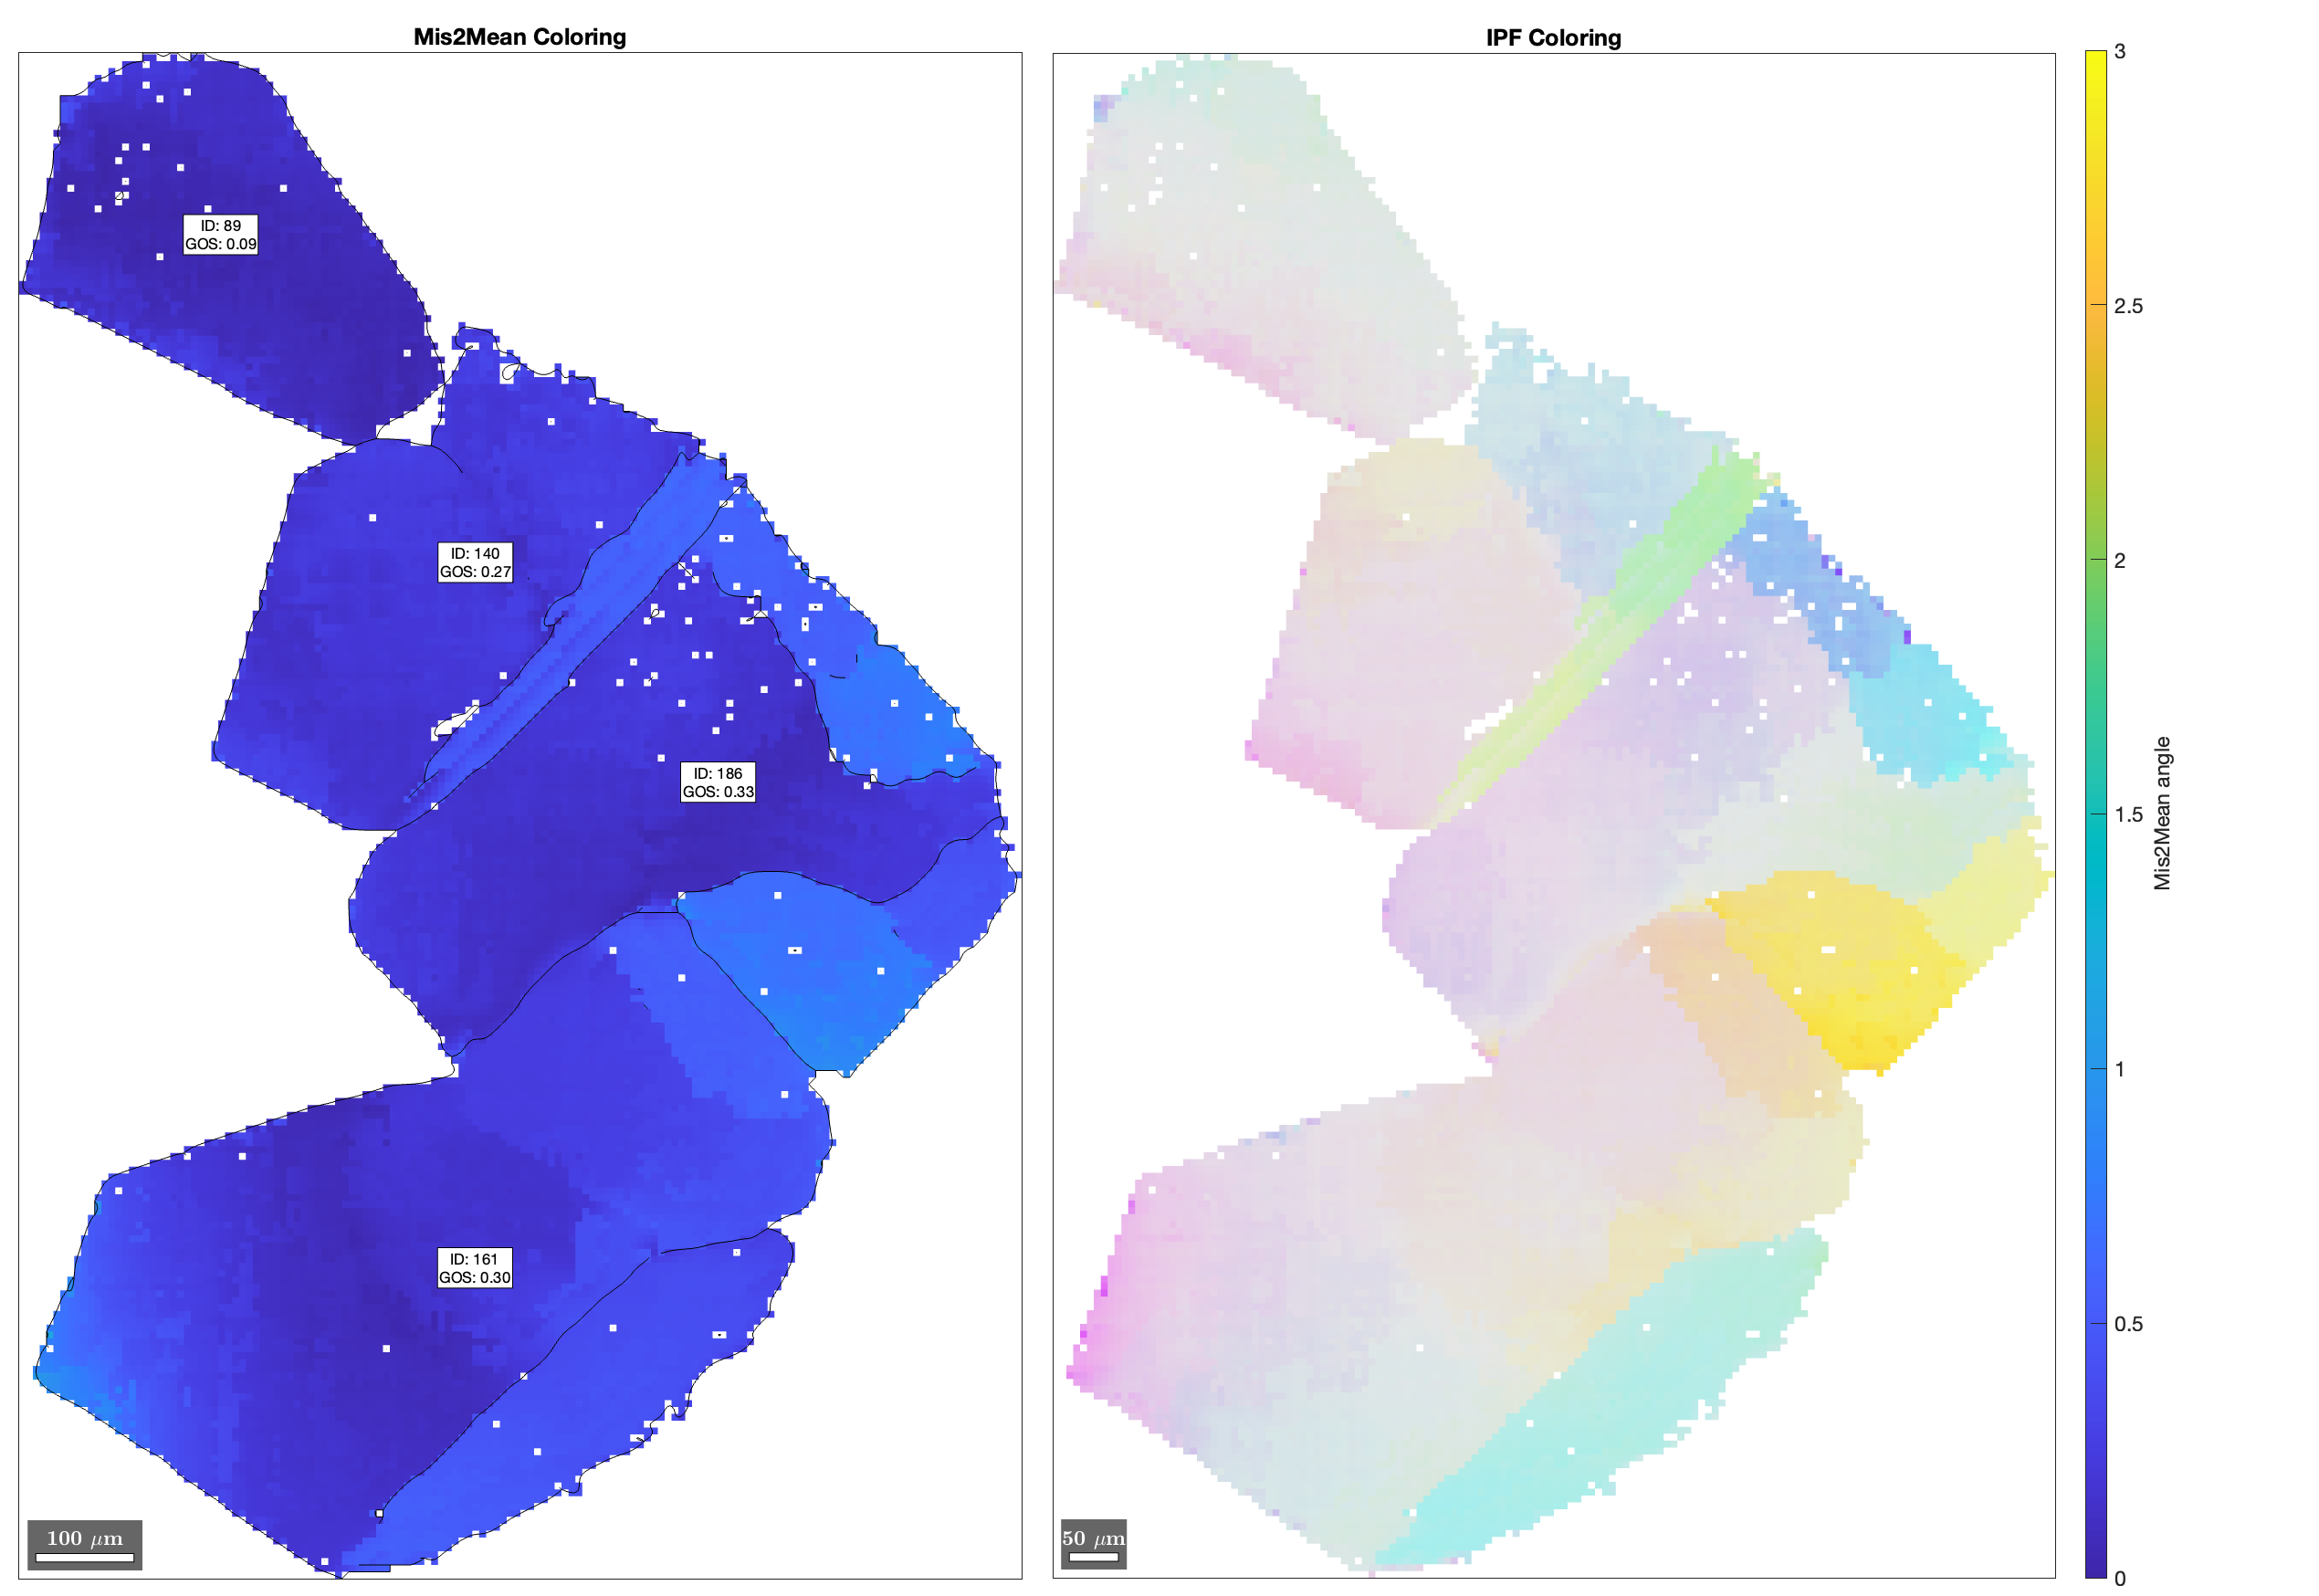 Mis2Mean Coloring
ID: 89
GOS: 0.09
ID: 140
GOS: 0.27
ID: 186
GOS: 0.33
ID: 161
GOS: 0.30
100 μm
IPF Coloring
50 μm
3
2.5
2
1.5
1
0.5
0
Mis2Mean angle